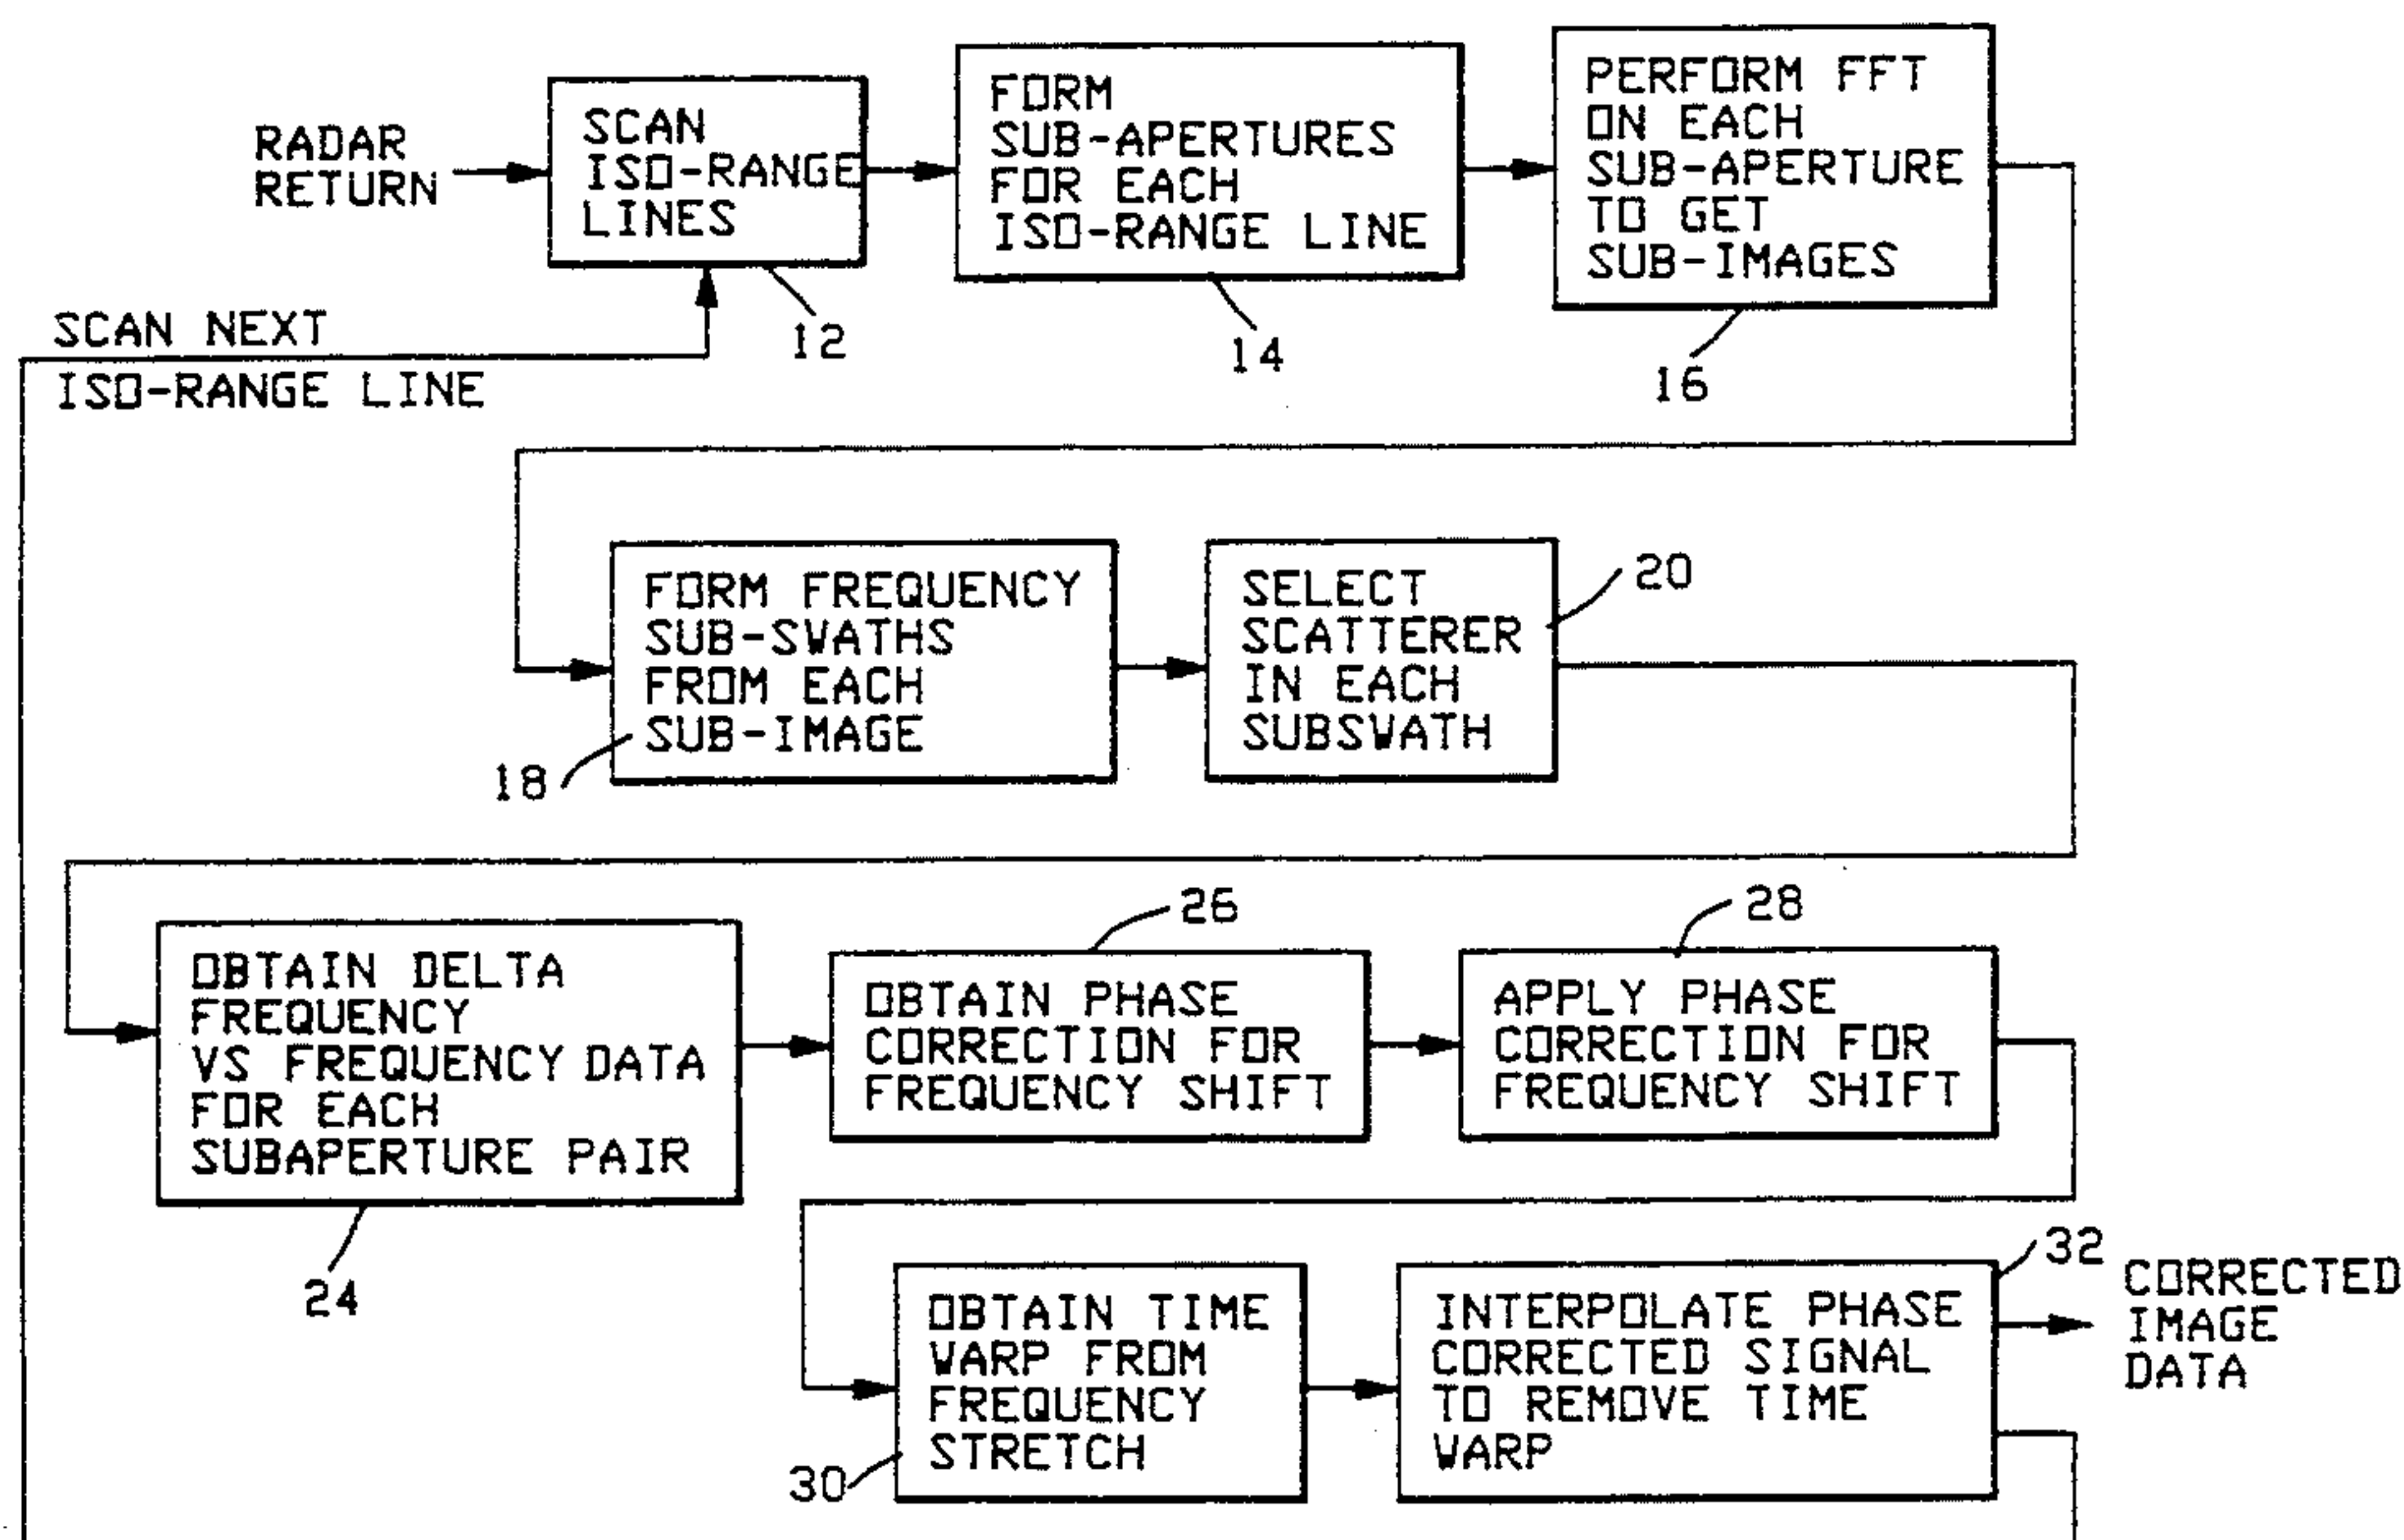 RADAR
RETURN
SCAN
ISO-RANGE
LINES
12
FORM
SUB-APERTURES
FOR EACH
ISO-RANGE LINE
14
PERFORM FFT
ON EACH
SUB-APERTURE
TO GET
SUB-IMAGES
16
SCAN NEXT
ISO-RANGE LINE
FORM FREQUENCY
SUB-SWATHS
FROM EACH
SUB-IMAGE
18
SELECT
SCATTERER
IN EACH
SUBSWATH
20
OBTAIN DELTA
FREQUENCY
VS FREQUENCY DATA
FOR EACH
SUBAPERTURE PAIR
24
OBTAIN PHASE
CORRECTION FOR
FREQUENCY SHIFT
26
APPLY PHASE
CORRECTION FOR
FREQUENCY SHIFT
28
OBTAIN TIME
WARP FROM
FREQUENCY
STRETCH
30
INTERPOLATE PHASE
CORRECTED SIGNAL
TO REMOVE TIME
WARP
32
CORRECTED
IMAGE
DATA